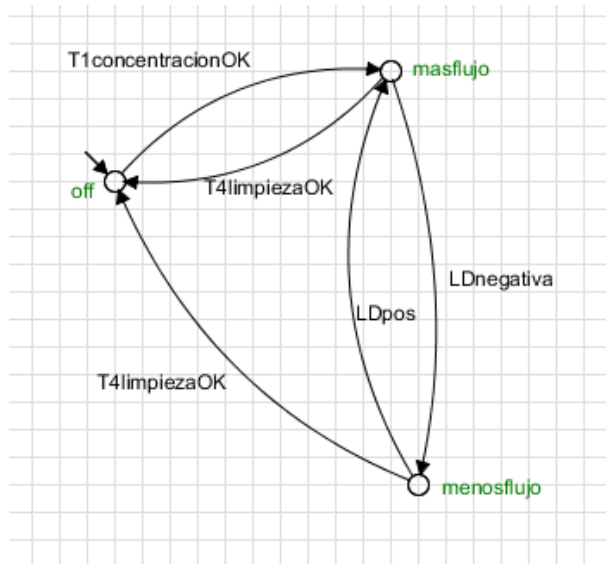 T1concentracionOK
masflujo
off
T4limpiezaOK
LDnegativa
LDpos
T4limpiezaOK
menosflujo